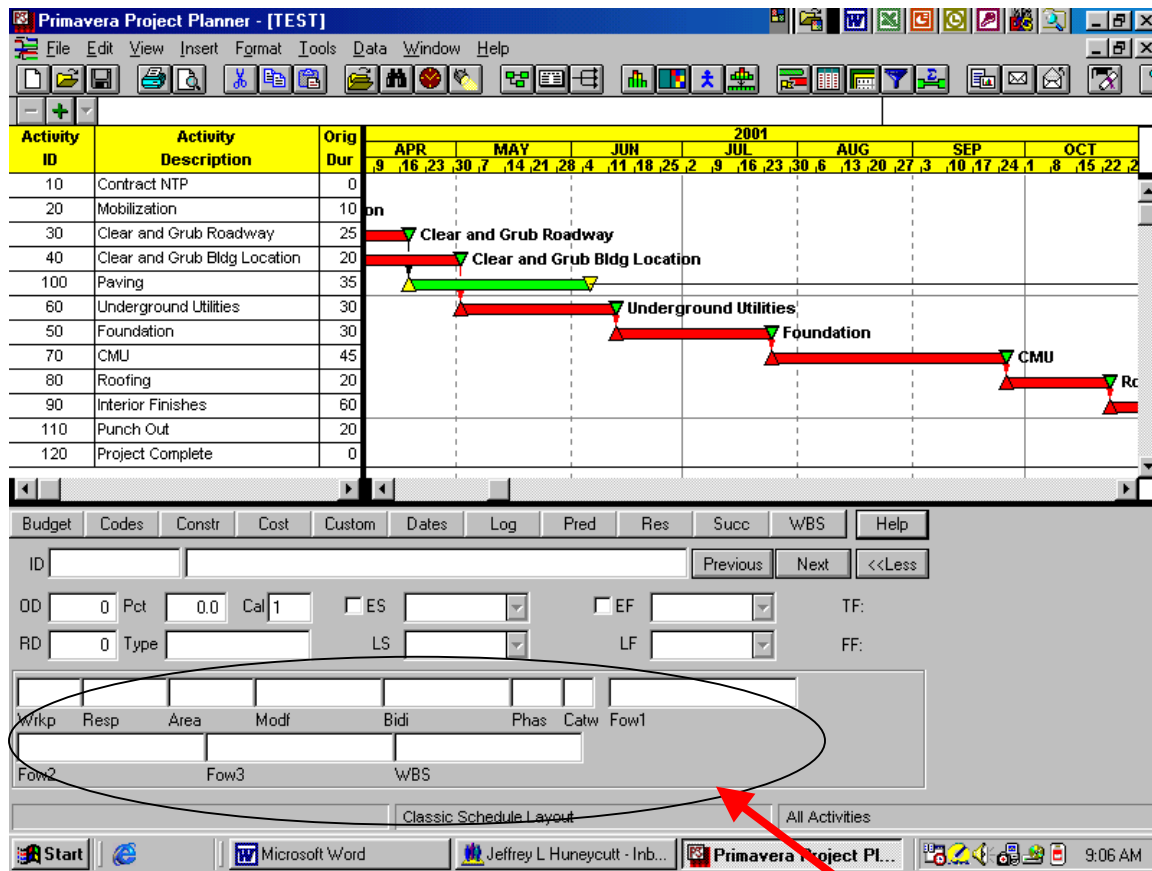 Primavera Project Planner - [TEST]
File Edit View Insert Format Tools Data Window Help
Activity ID Activity Description Orig Dur
2001
APR MAY JUN JUL AUG SEP OCT
9 16 23 30 7 14 21 28 4 11 18 25 2 9 16 23 30 6 13 20 27 3 10 17 24 1 8 15 22 2
10 Contract NTP 0
20 Mobilization 10 on
30 Clear and Grub Roadway 25 Clear and Grub Roadway
40 Clear and Grub Bldg Location 20 Clear and Grub Bldg Location
100 Paving 35
60 Underground Utilities 30 Underground Utilities
50 Foundation 30 Foundation
70 CMU 45 CMU
80 Roofing 20 Ro
90 Interior Finishes 60
110 Punch Out 20
120 Project Complete 0
Budget Codes Constr Cost Custom Dates Log Pred Res Succ WBS Help
ID Previous Next <<Less
OD 0 Pct 0.0 Cal 1 ES EF TF:
RD 0 Type LS LF FF:
Wrkp Resp Area Modf Bidi Phas Catw Fow1
Fow2 Fow3 WBS
Classic Schedule Layout All Activities
Start Microsoft Word Jeffrey L Huneycutt - Inb... Primavera Project Pl... 9:06 AM